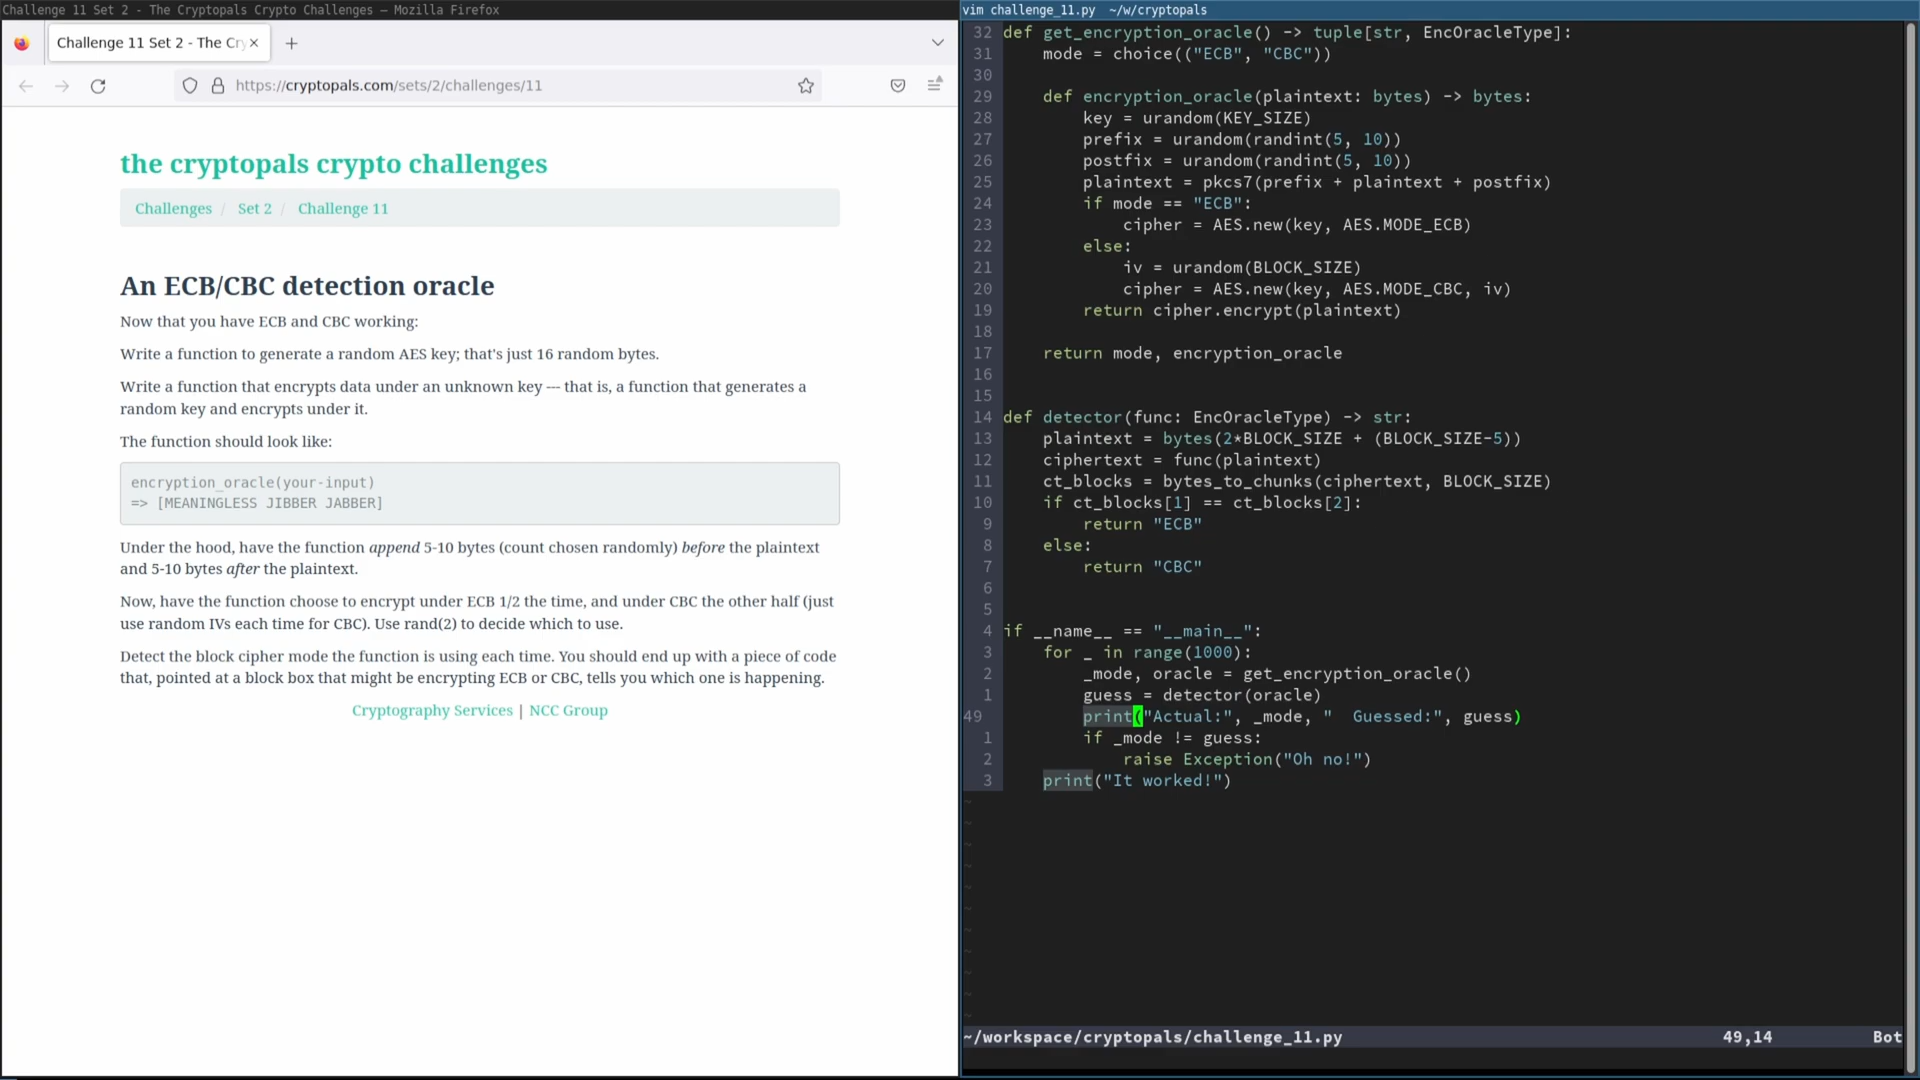 Challenge 11 Set 2 - The Cryptopals Crypto Challenges — Mozilla Firefox
Challenge 11 Set 2 - The Cry
https://cryptopals.com/sets/2/challenges/11
the cryptopals crypto challenges
Challenges / Set 2 / Challenge 11
An ECB/CBC detection oracle
Now that you have ECB and CBC working:
Write a function to generate a random AES key; that's just 16 random bytes.
Write a function that encrypts data under an unknown key --- that is, a function that generates a
random key and encrypts under it.
The function should look like:
encryption_oracle(your-input)
=> [MEANINGLESS JIBBER JABBER]
Under the hood, have the function append 5-10 bytes (count chosen randomly) before the plaintext
and 5-10 bytes after the plaintext.
Now, have the function choose to encrypt under ECB 1/2 the time, and under CBC the other half (just
use random IVs each time for CBC). Use rand(2) to decide which to use.
Detect the block cipher mode the function is using each time. You should end up with a piece of code
that, pointed at a block box that might be encrypting ECB or CBC, tells you which one is happening.
Cryptography Services | NCC Group
vim challenge_11.py  ~/w/cryptopals
32 def get_encryption_oracle() -> tuple[str, EncOracleType]:
31     mode = choice(("ECB", "CBC"))
30
29     def encryption_oracle(plaintext: bytes) -> bytes:
28         key = urandom(KEY_SIZE)
27         prefix = urandom(randint(5, 10))
26         postfix = urandom(randint(5, 10))
25         plaintext = pkcs7(prefix + plaintext + postfix)
24         if mode == "ECB":
23             cipher = AES.new(key, AES.MODE_ECB)
22         else:
21             iv = urandom(BLOCK_SIZE)
20             cipher = AES.new(key, AES.MODE_CBC, iv)
19         return cipher.encrypt(plaintext)
18
17     return mode, encryption_oracle
16
15
14 def detector(func: EncOracleType) -> str:
13     plaintext = bytes(2*BLOCK_SIZE + (BLOCK_SIZE-5))
12     ciphertext = func(plaintext)
11     ct_blocks = bytes_to_chunks(ciphertext, BLOCK_SIZE)
10     if ct_blocks[1] == ct_blocks[2]:
9         return "ECB"
8     else:
7         return "CBC"
6
5
4 if __name__ == "__main__":
3     for _ in range(1000):
2         _mode, oracle = get_encryption_oracle()
1         guess = detector(oracle)
49         print("Actual:", _mode, "  Guessed:", guess)
1         if _mode != guess:
2             raise Exception("Oh no!")
3     print("It worked!")
~
~
~
~
~
~
~
~
~
~
~
~/workspace/cryptopals/challenge_11.py 49,14 Bot